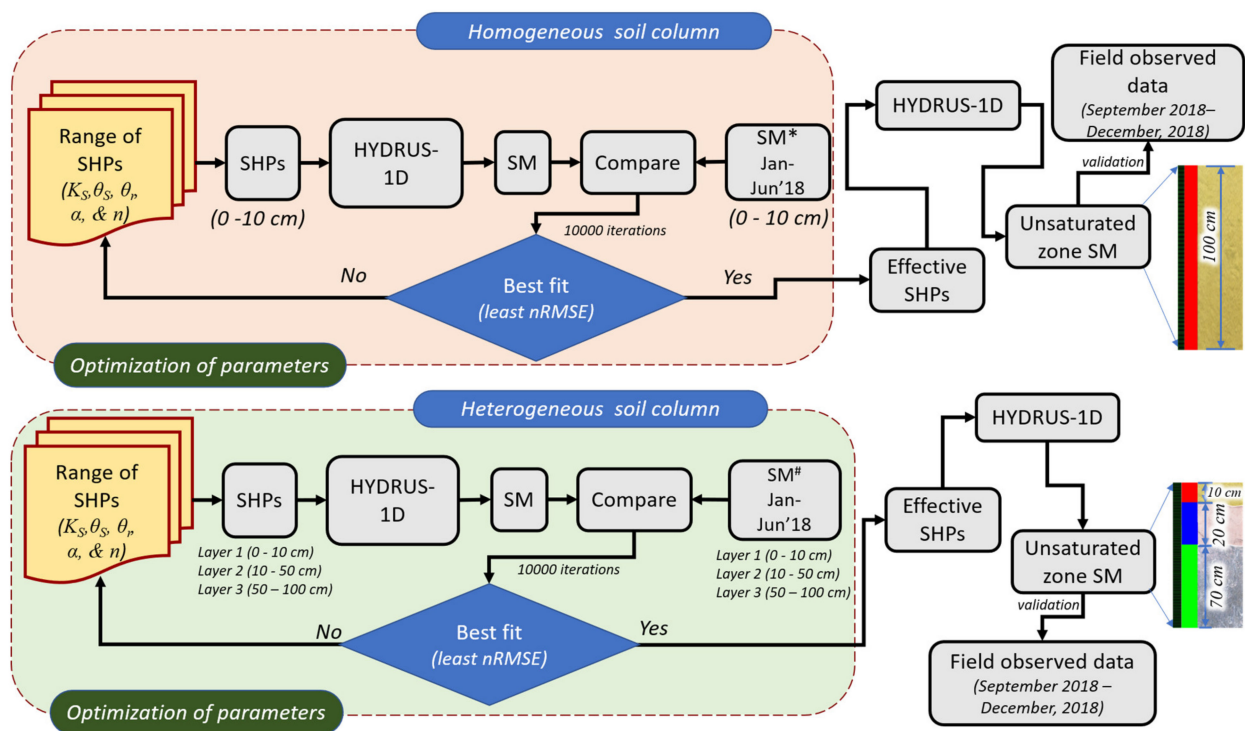 Homogeneous soil column
Range of
SHPs
(K_S,θ_S, θ_r,
α, & n)
SHPs
(0 -10 cm)
HYDRUS-
1D
SM
Compare
SM*
Jan-
Jun’18
(0 - 10 cm)
10000 iterations
Best fit
(least nRMSE)
No
Yes
Optimization of parameters
Effective
SHPs
HYDRUS-1D
Unsaturated
zone SM
validation
Field observed
data
(September 2018–
December, 2018)
100 cm
Heterogeneous soil column
Range of
SHPs
(K_S,θ_S, θ_r,
α, & n)
SHPs
Layer 1 (0 - 10 cm)
Layer 2 (10 - 50 cm)
Layer 3 (50 – 100 cm)
HYDRUS-
1D
SM
Compare
SM#
Jan-
Jun’18
Layer 1 (0 - 10 cm)
Layer 2 (10 - 50 cm)
Layer 3 (50 – 100 cm)
10000 iterations
Best fit
(least nRMSE)
No
Yes
Optimization of parameters
Effective
SHPs
HYDRUS-1D
Unsaturated
zone SM
validation
Field observed data
(September 2018 –
December, 2018)
10 cm
20 cm
70 cm